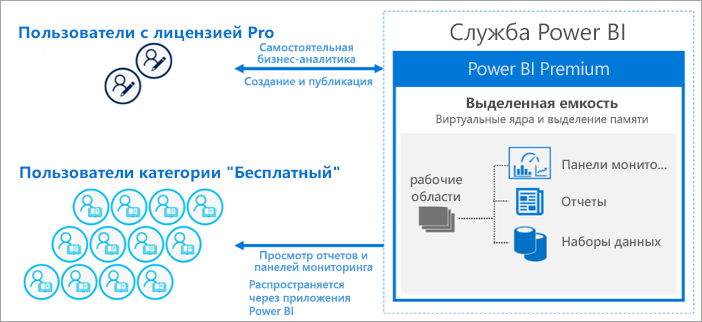 Пользователи с лицензией Pro
Самостоятельная
бизнес-аналитика
Создание и публикация
Пользователи категории "Бесплатный"
Просмотр отчетов и
панелей мониторинга
Распространяется
через приложения
Power BI
Служба Power BI
Power BI Premium
Выделенная емкость
Виртуальные ядра и выделение памяти
рабочие
области
Панели монито...
Отчеты
Наборы данных